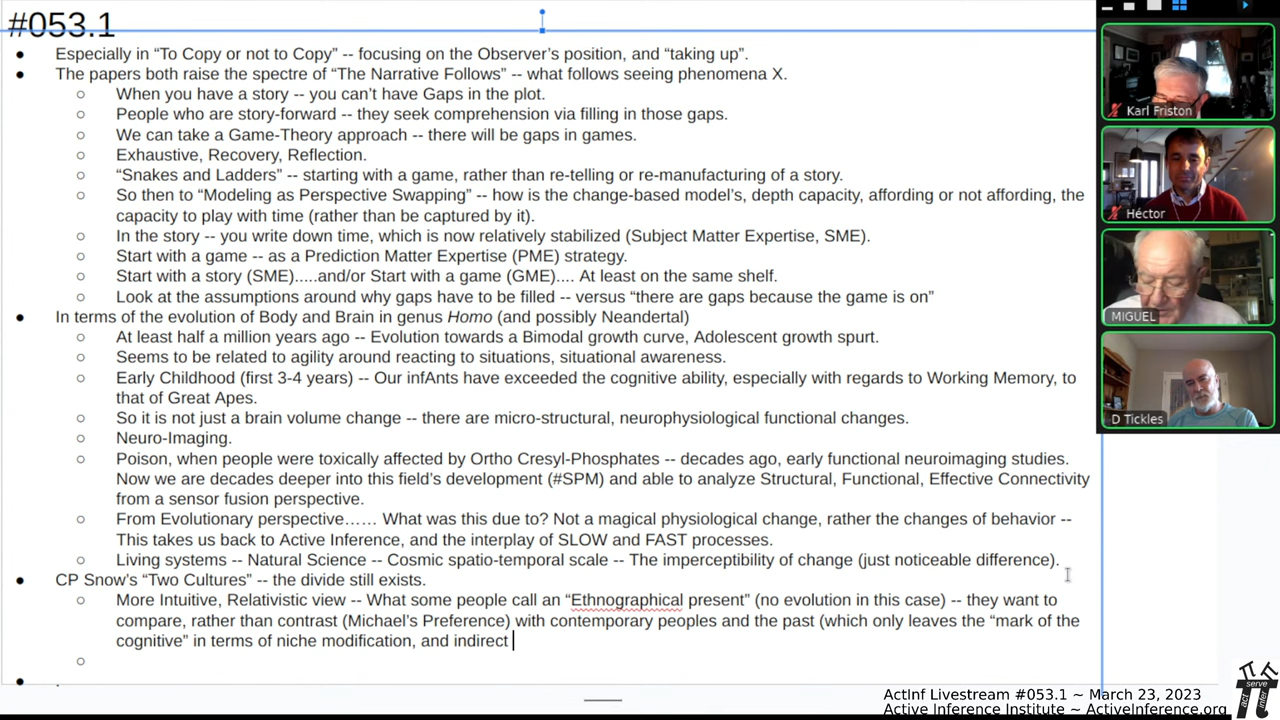 #053.1
● Especially in “To Copy or not to Copy” -- focusing on the Observer’s position, and “taking up”.
● The papers both raise the spectre of “The Narrative Follows” -- what follows seeing phenomena X.
○ When you have a story -- you can’t have Gaps in the plot.
○ People who are story-forward -- they seek comprehension via filling in those gaps.
○ We can take a Game-Theory approach -- there will be gaps in games.
○ Exhaustive, Recovery, Reflection.
○ “Snakes and Ladders” -- starting with a game, rather than re-telling or re-manufacturing of a story.
○ So then to “Modeling as Perspective Swapping” -- how is the change-based model’s, depth capacity, affording or not affording, the
capacity to play with time (rather than be captured by it).
○ In the story -- you write down time, which is now relatively stabilized (Subject Matter Expertise, SME).
○ Start with a game -- as a Prediction Matter Expertise (PME) strategy.
○ Start with a story (SME).....and/or Start with a game (GME).... At least on the same shelf.
○ Look at the assumptions around why gaps have to be filled -- versus “there are gaps because the game is on”
● In terms of the evolution of Body and Brain in genus Homo (and possibly Neandertal)
○ At least half a million years ago -- Evolution towards a Bimodal growth curve, Adolescent growth spurt.
○ Seems to be related to agility around reacting to situations, situational awareness.
○ Early Childhood (first 3-4 years) -- Our infAnts have exceeded the cognitive ability, especially with regards to Working Memory, to
that of Great Apes.
○ So it is not just a brain volume change -- there are micro-structural, neurophysiological functional changes.
○ Neuro-Imaging.
○ Poison, when people were toxically affected by Ortho Cresyl-Phosphates -- decades ago, early functional neuroimaging studies.
Now we are decades deeper into this field’s development (#SPM) and able to analyze Structural, Functional, Effective Connectivity
from a sensor fusion perspective.
○ From Evolutionary perspective…… What was this due to? Not a magical physiological change, rather the changes of behavior --
This takes us back to Active Inference, and the interplay of SLOW and FAST processes.
○ Living systems -- Natural Science -- Cosmic spatio-temporal scale -- The imperceptibility of change (just noticeable difference).
● CP Snow’s “Two Cultures” -- the divide still exists.
○ More Intuitive, Relativistic view -- What some people call an “Ethnographical present” (no evolution in this case) -- they want to
compare, rather than contrast (Michael’s Preference) with contemporary peoples and the past (which only leaves the “mark of the
cognitive” in terms of niche modification, and indirect
Karl Friston
Héctor
MIGUEL
D Tickles
ActInf Livestream #053.1 ~ March 23, 2023
Active Inference Institute ~ ActiveInference.org
act
serve
infer